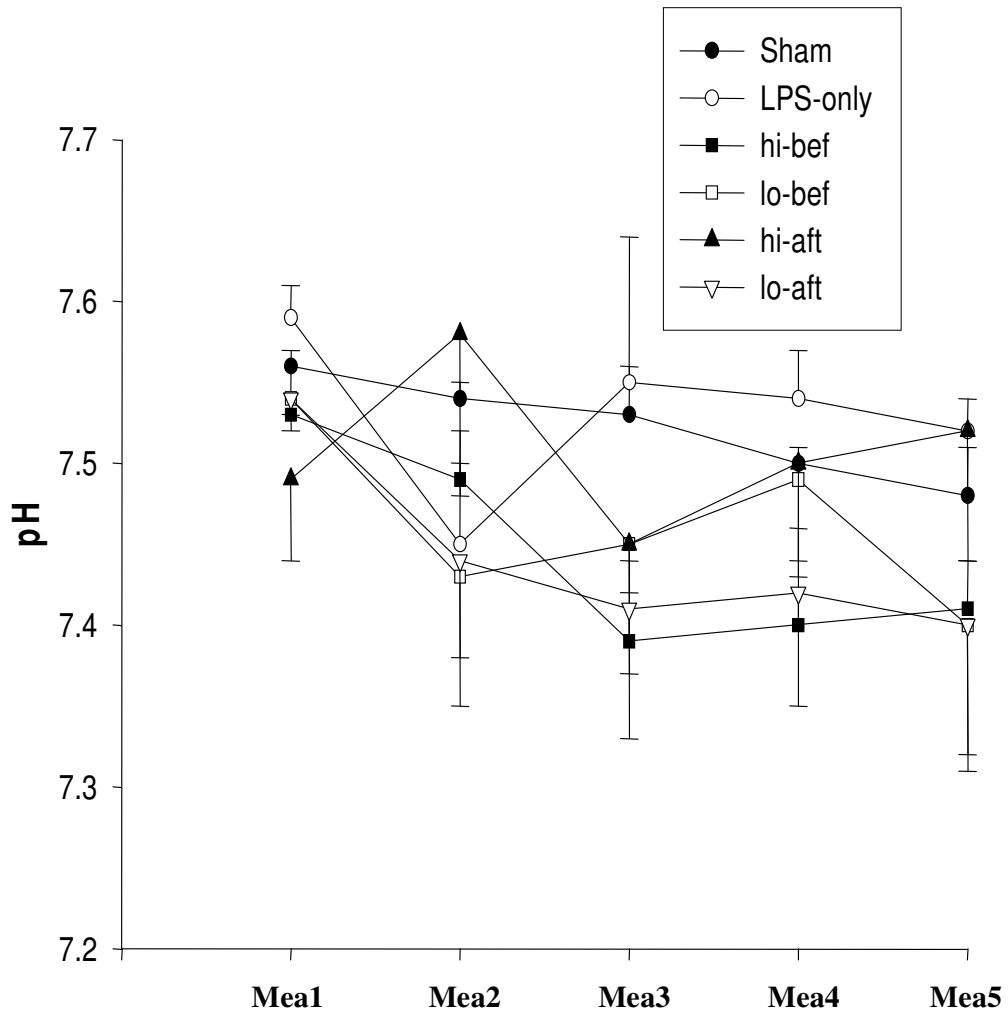 Sham
LPS-only
hi-bef
lo-bef
hi-aft
lo-aft
7.7
7.6
7.5
7.4
7.3
7.2
pH
Mea1 Mea2 Mea3 Mea4 Mea5